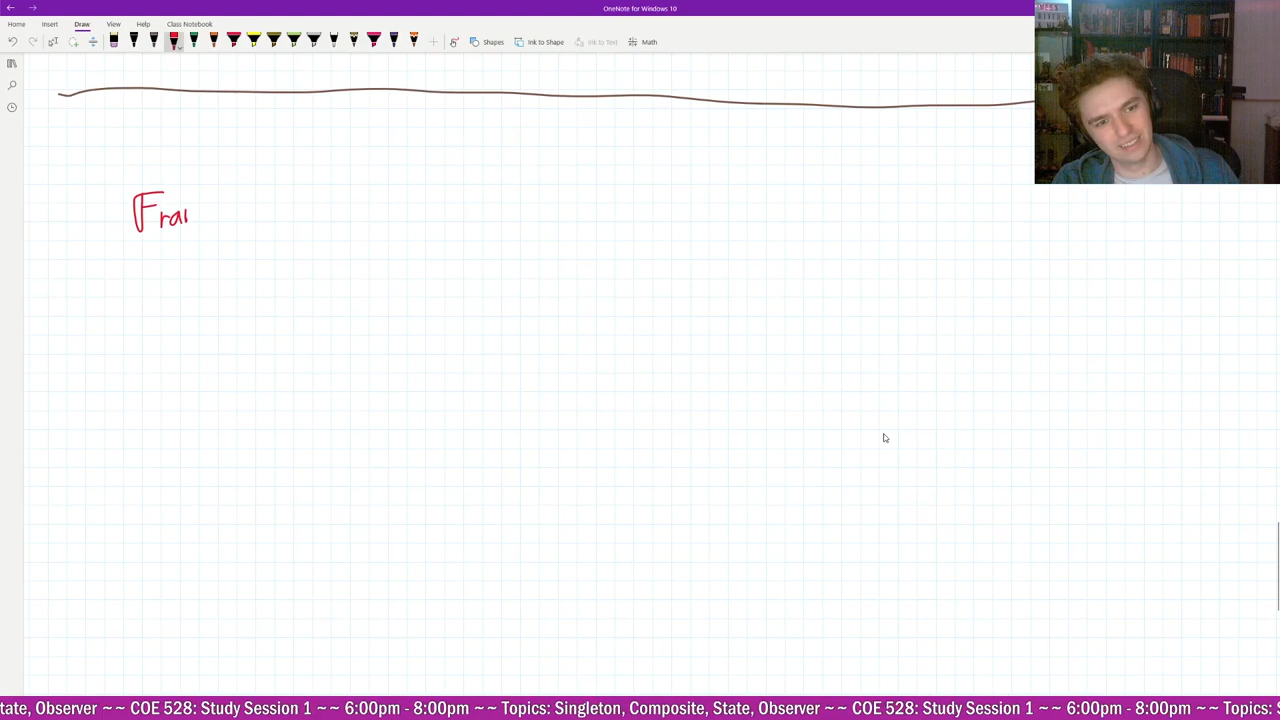 OneNote for Windows 10
Home Insert Draw View Help Class Notebook
Shapes Ink to Shape Ink to Text Math
Fra
tate, Observer ~~ COE 528: Study Session 1 ~~ 6:00pm - 8:00pm ~~ Topics: Singleton, Composite, State, Observer ~~ COE 528: Study Session 1 ~~ 6:00pm - 8:00pm ~~ Topics: S